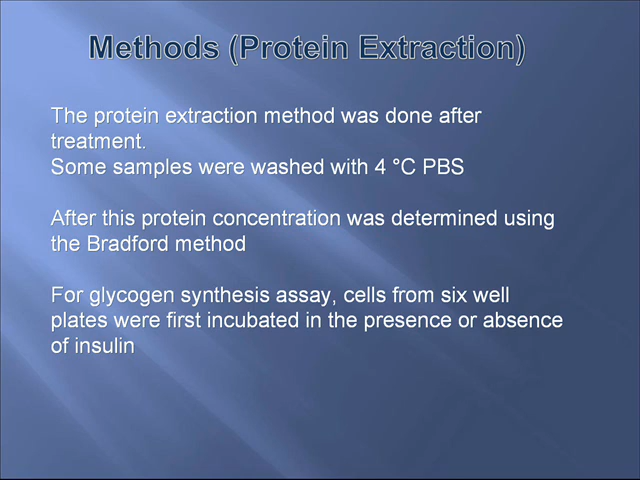 Methods (Protein Extraction)
The protein extraction method was done after
treatment.
Some samples were washed with 4 °C PBS
After this protein concentration was determined using
the Bradford method
For glycogen synthesis assay, cells from six well
plates were first incubated in the presence or absence
of insulin